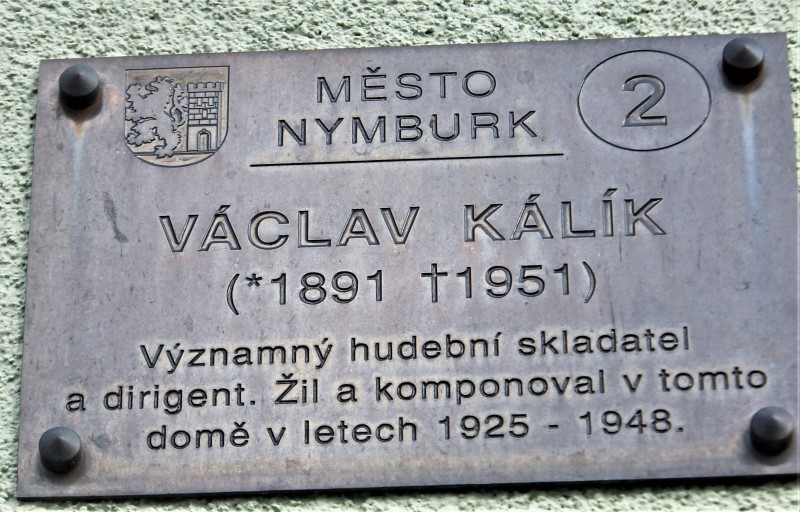 MĚSTO
NYMBURK
2
VÁCLAV KÁLÍK
(*1891 †1951)
Významný hudební skladatel
a dirigent. Žil a komponoval v tomto
domě v letech 1925 - 1948.